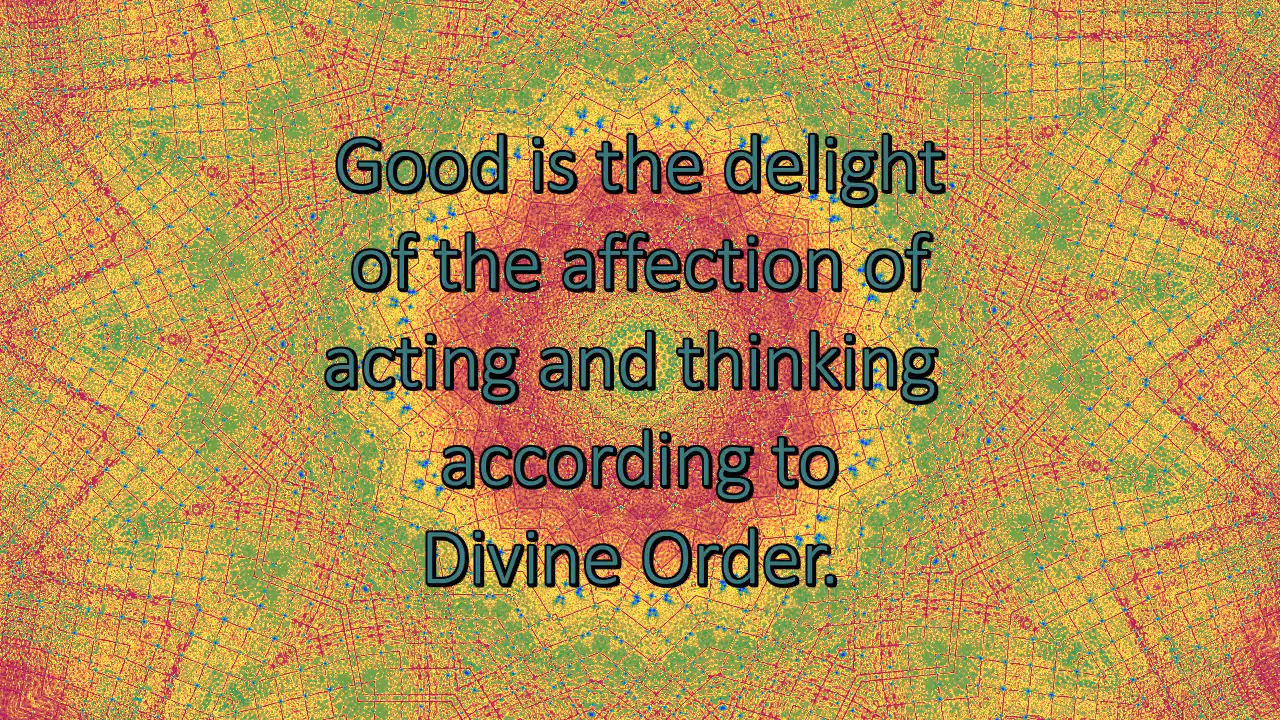 Good is the delight
of the affection of
acting and thinking
according to
Divine Order.